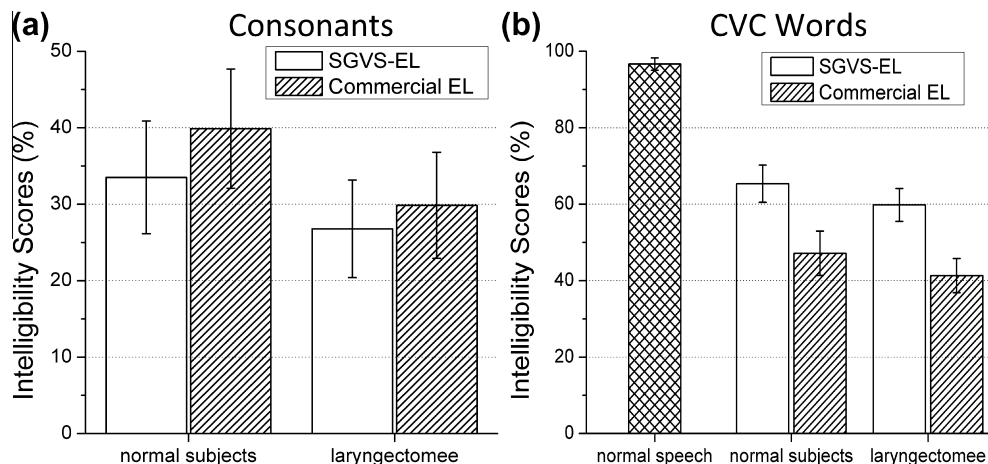 (a) Consonants
Intelligibility Scores (%)
50
40
30
20
10
0
SGVS-EL
Commercial EL
normal subjects laryngectomee
(b) CVC Words
Intelligibility Scores (%)
100
80
60
40
20
0
SGVS-EL
Commercial EL
normal speech normal subjects laryngectomee